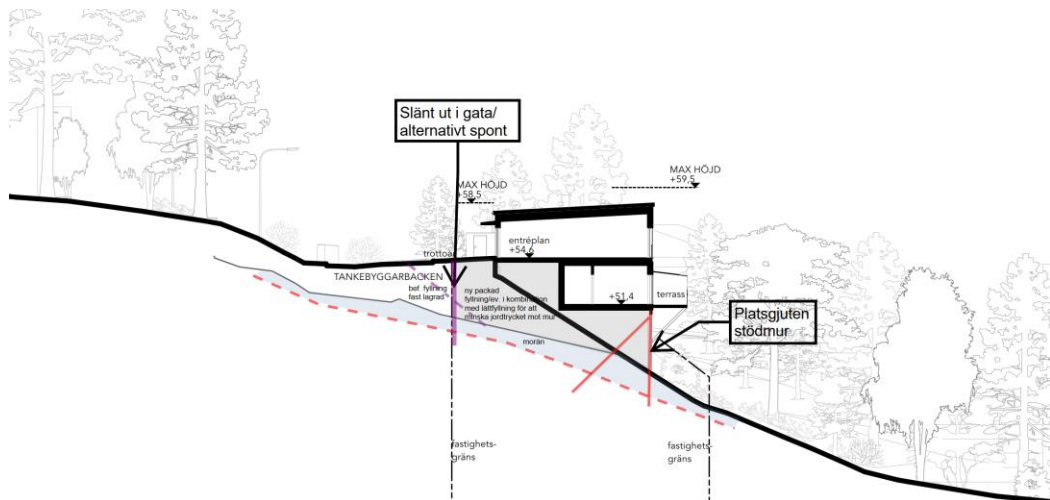 Slänt ut i gata/
alternativt spont
MAX HÖJD
+58,5
MAX HÖJD
+59,5
entréplan
+54,6
trottoa
TANKEBYGGARBACKEN
bef fyllning
fast lagrad
ny packad
fyllning/ev. i kombination
med lättfyllning för att
minska jordtrycket mot mur
+51,4
terrass
Platsgjuten
stödmur
morän
fastighets-
gräns
fastighets-
gräns